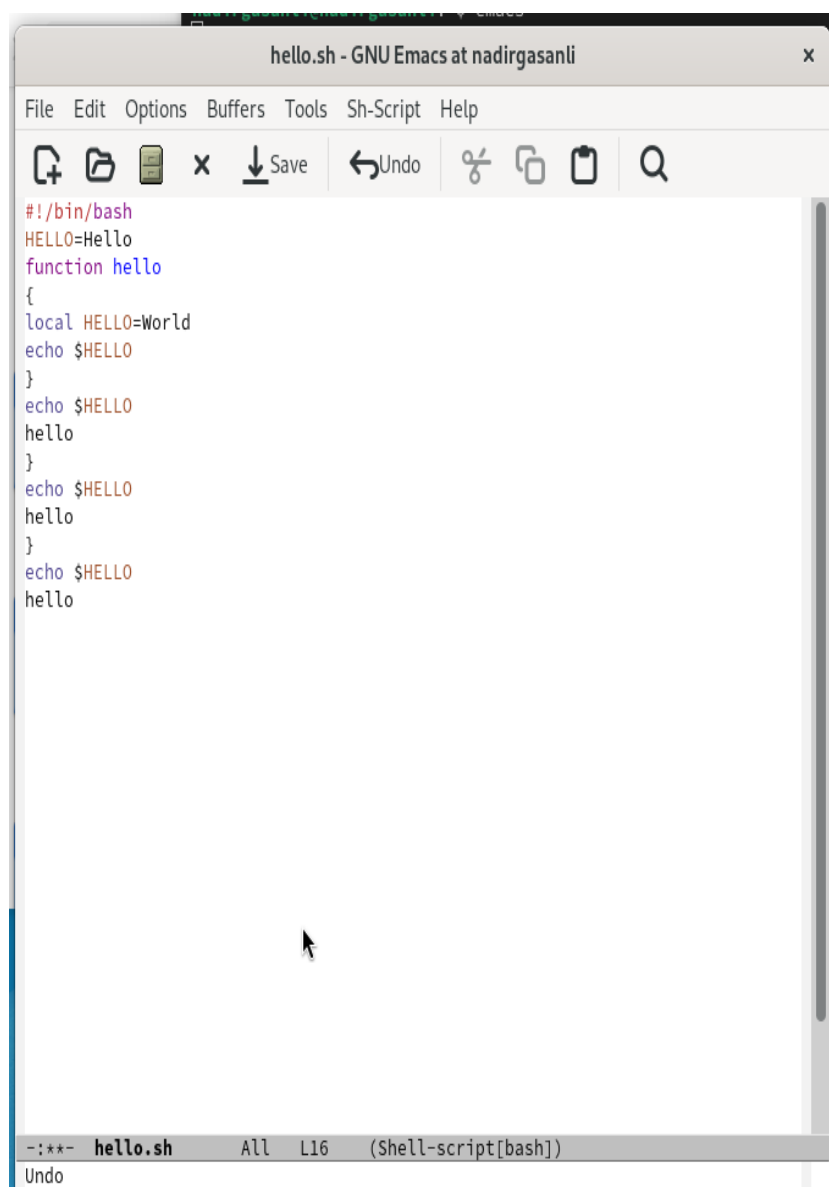 emacs
hello.sh - GNU Emacs at nadirgasanli
File Edit Options Buffers Tools Sh-Script Help
Save Undo
#!/bin/bash
HELLO=Hello
function hello
{
local HELLO=World
echo $HELLO
}
echo $HELLO
hello
}
echo $HELLO
hello
}
echo $HELLO
hello
-:**- hello.sh All L16 (Shell-script[bash])
Undo